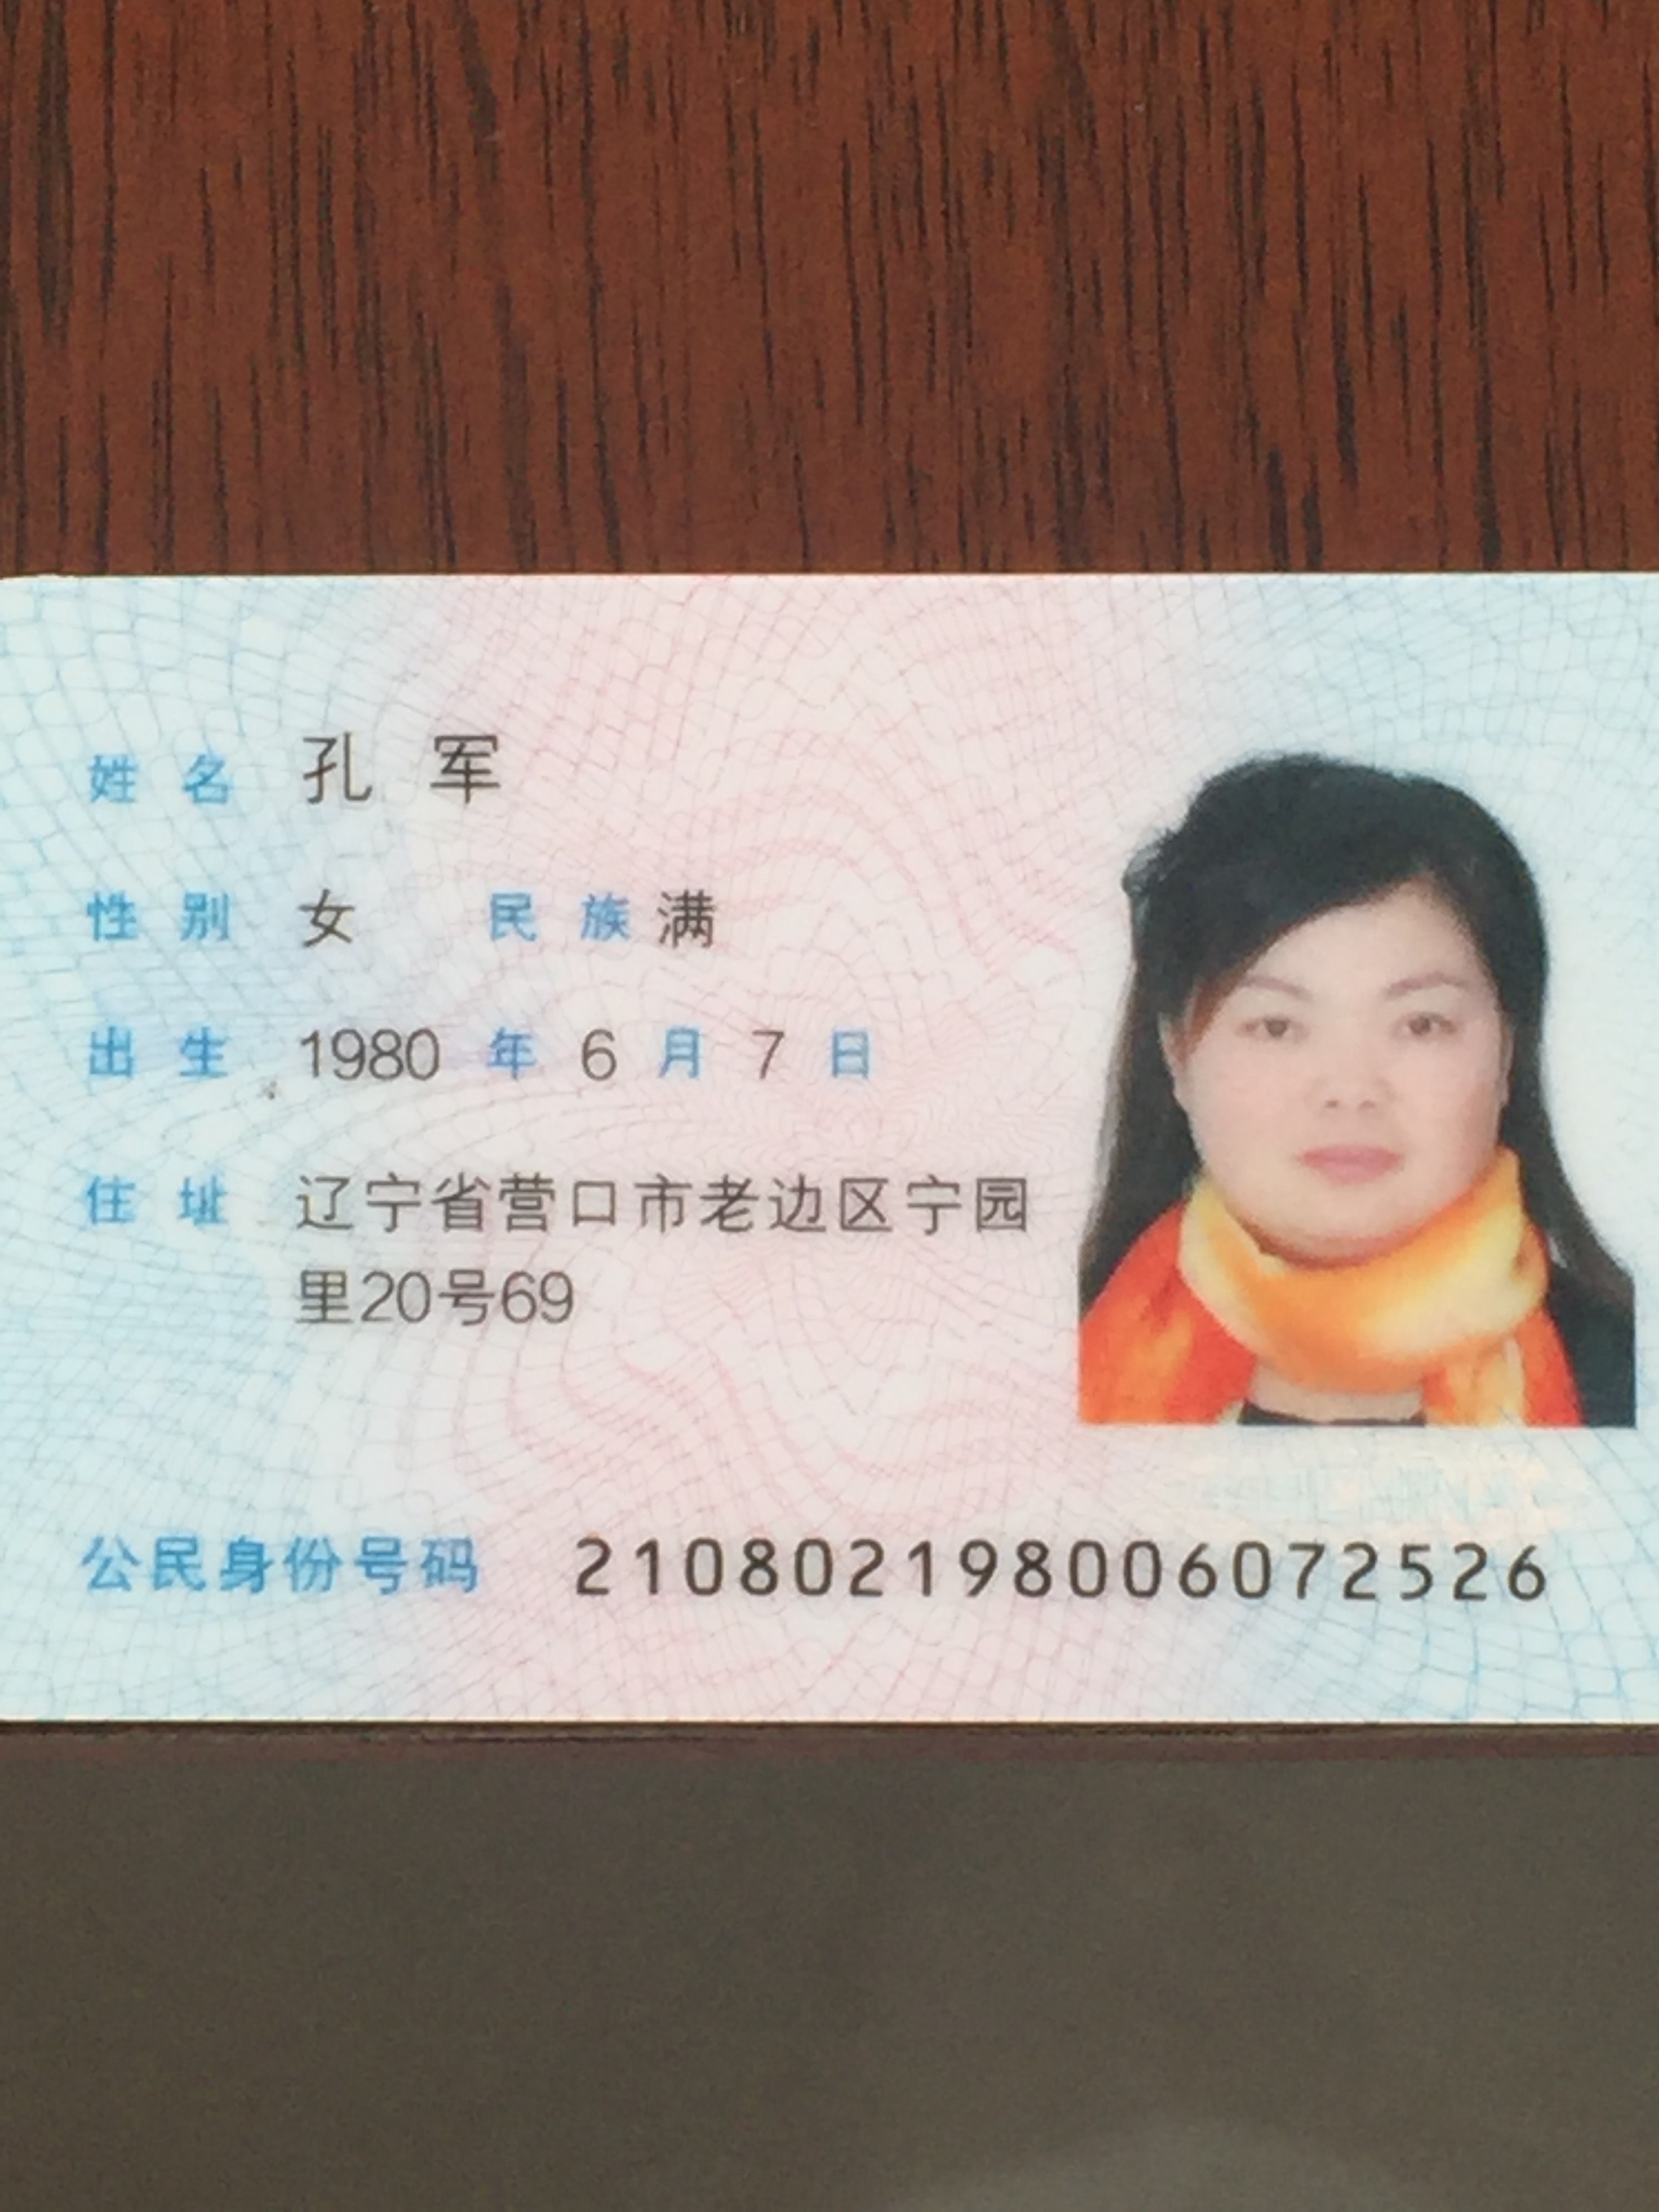 姓名 孔军
性别 女 民族 满
出生 1980 年 6 月 7 日
住址 辽宁省营口市老边区宁园
里20号69
公民身份号码 210802198006072526